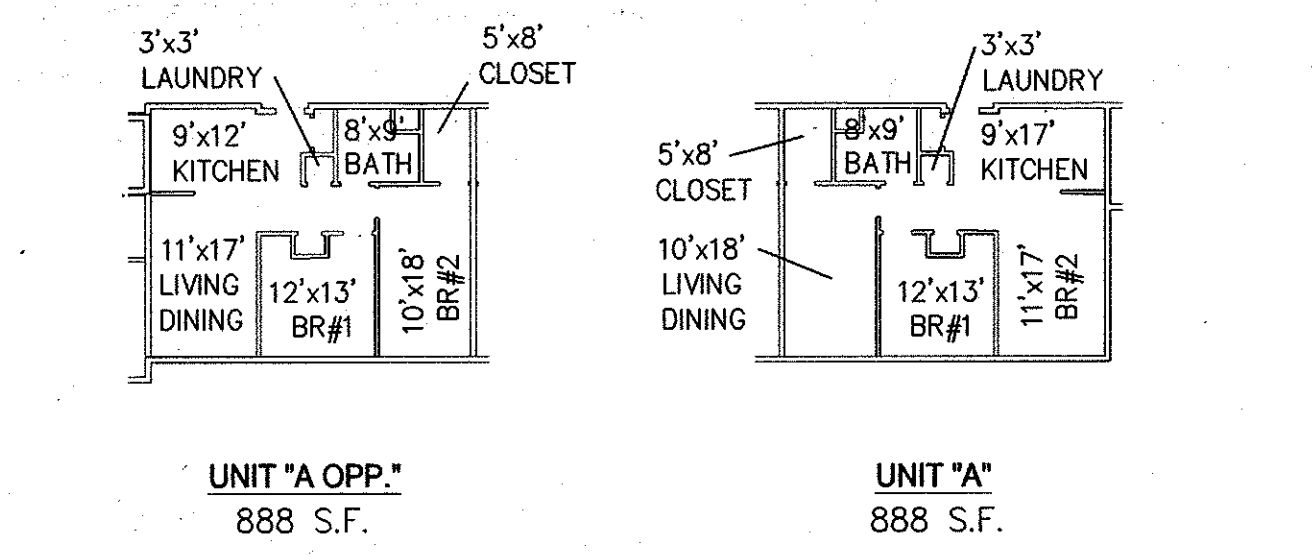 3'x3'
LAUNDRY
5'x8'
CLOSET
9'x12'
KITCHEN
8'x9'
BATH
11'x17'
LIVING
DINING
12'x13'
BR#1
10'x18'
BR#2
UNIT "A OPP."
888 S.F.
3'x3'
LAUNDRY
5'x8'
CLOSET
8'x9'
BATH
9'x17'
KITCHEN
10'x18'
LIVING
DINING
12'x13'
BR#1
11'x17'
BR#2
UNIT "A"
888 S.F.